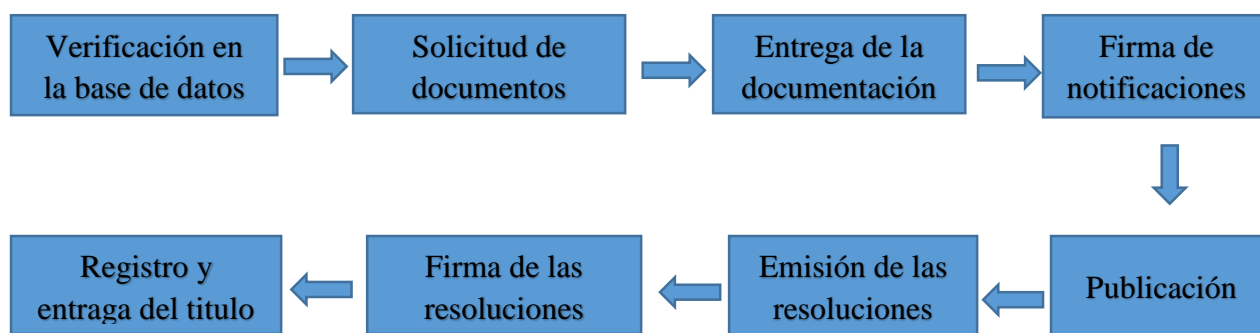 Verificación en
la base de datos
Solicitud de
documentos
Entrega de la
documentación
Firma de
notificaciones
Publicación
Emisión de las
resoluciones
Firma de las
resoluciones
Registro y
entraga del titulo